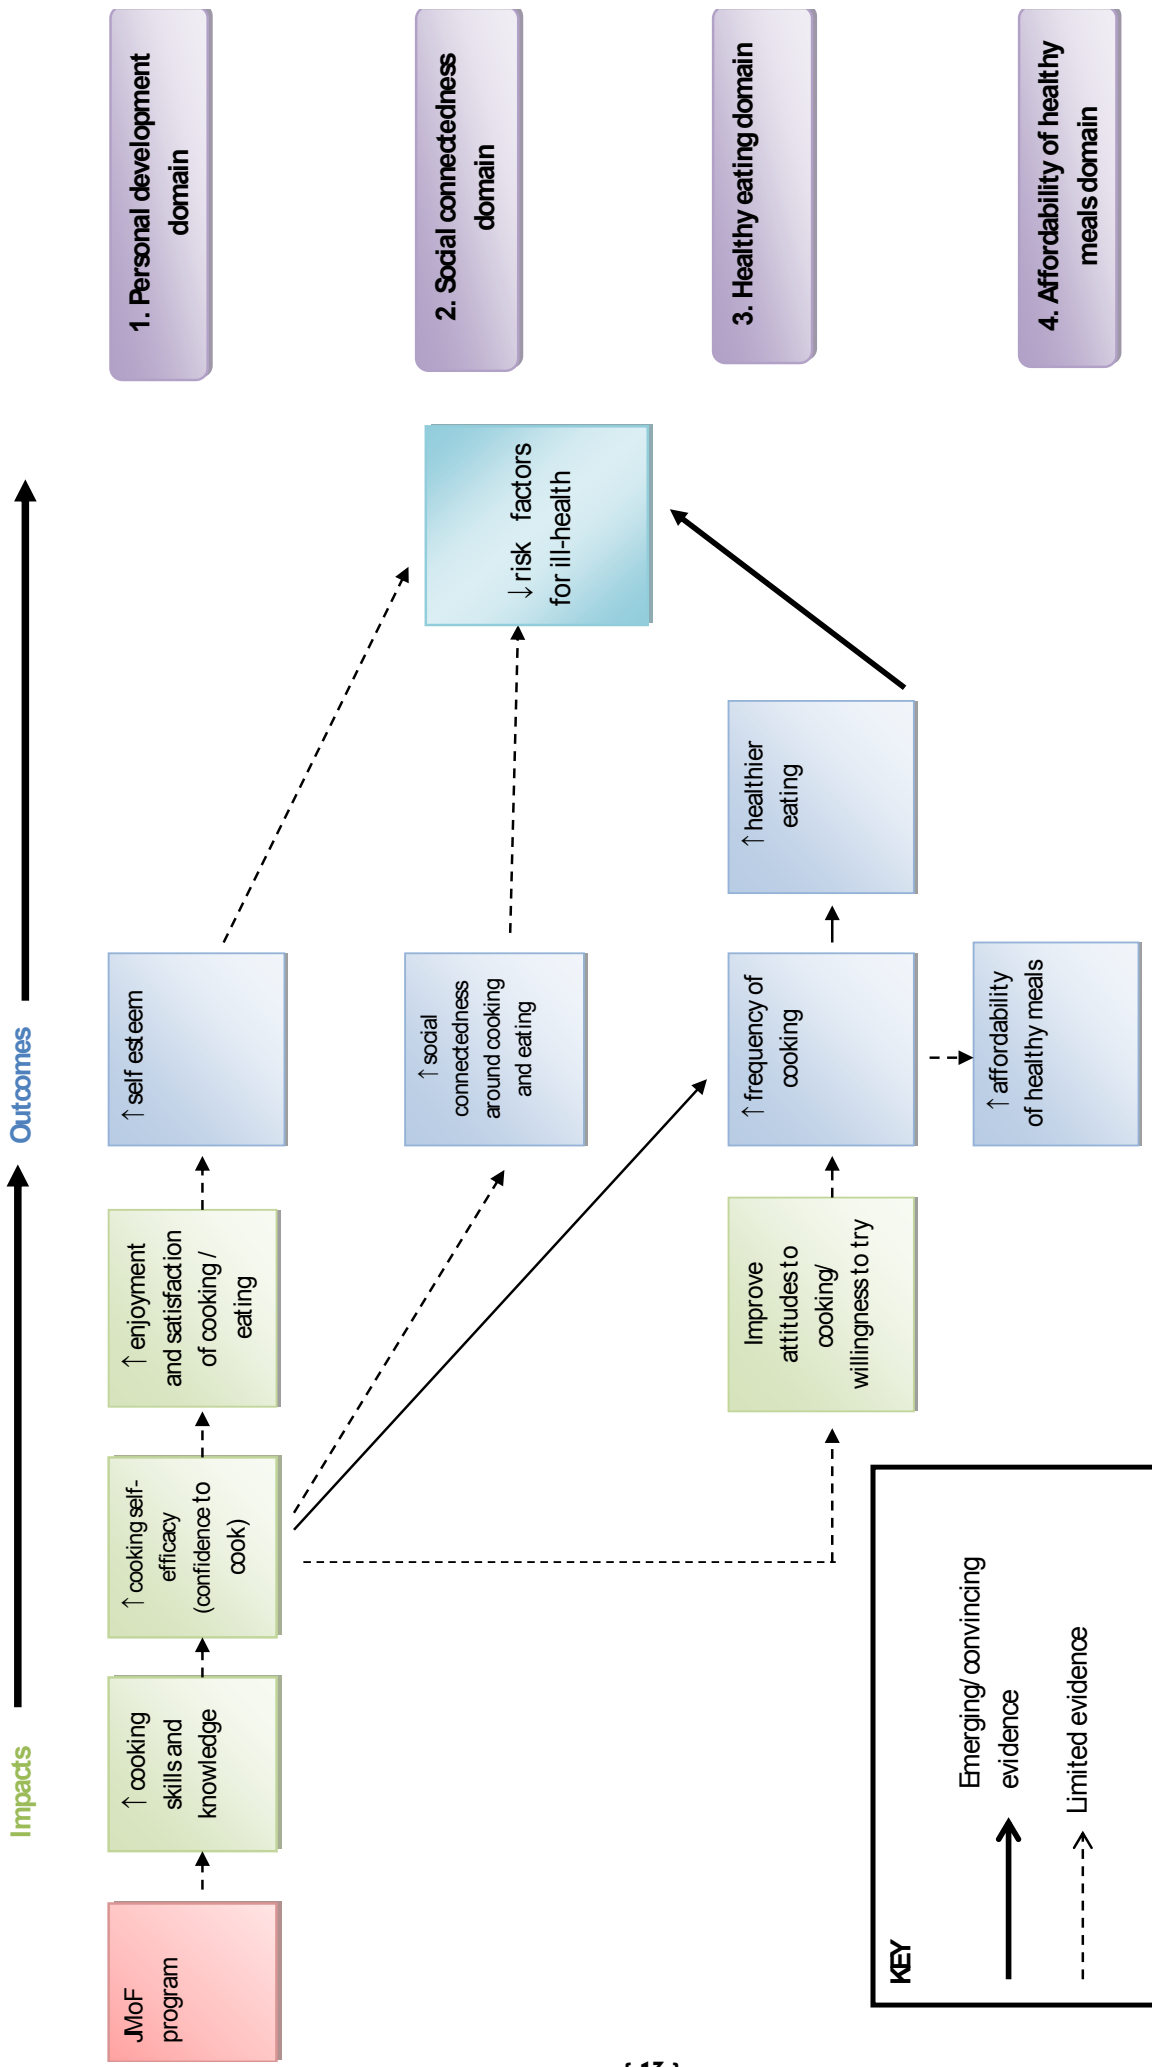 Impacts
Outcomes
JMoF
program
↑ cooking
skills and
knowledge
↑ cooking self-
efficacy
(confidence to
cook)
↑ enjoyment
and satisfaction
of cooking /
eating
↑ self esteem
1. Personal development
domain
↑ social
connectedness
around cooking
and eating
↓ risk factors
for ill-health
2. Social connectedness
domain
Improve
attitudes to
cooking/
willingness to try
↑ frequency of
cooking
↑ healthier
eating
3. Healthy eating domain
↑ affordability
of healthy meals
4. Affordability of healthy
meals domain
KEY
Emerging/convincing
evidence
Limited evidence